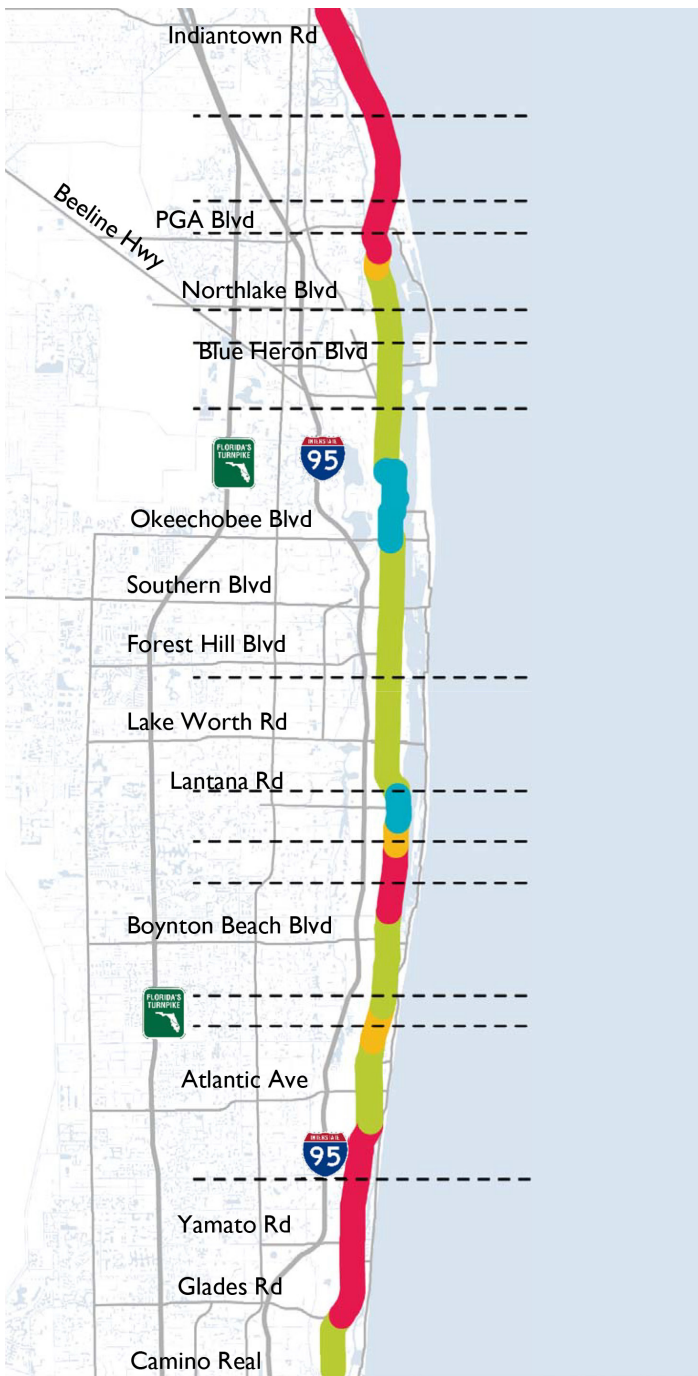 Indiantown Rd
Beeline Hwy
PGA Blvd
Northlake Blvd
Blue Heron Blvd
FLORIDA'S
TURNPIKE
INTERSTATE
95
Okeechobee Blvd
Southern Blvd
Forest Hill Blvd
Lake Worth Rd
Lantana Rd
Boynton Beach Blvd
FLORIDA'S
TURNPIKE
Atlantic Ave
INTERSTATE
95
Yamato Rd
Glades Rd
Camino Real